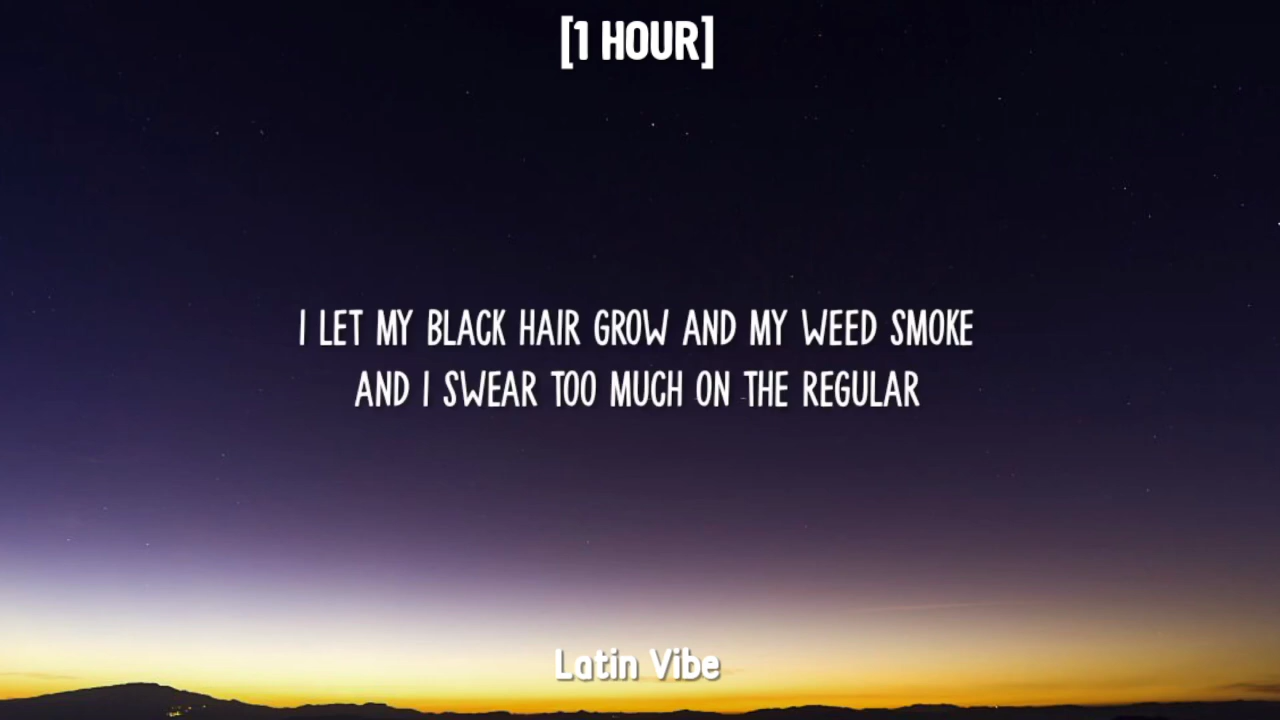 [1 HOUR]
I LET MY BLACK HAIR GROW AND MY WEED SMOKE
AND I SWEAR TOO MUCH ON THE REGULAR
Latin Vibe